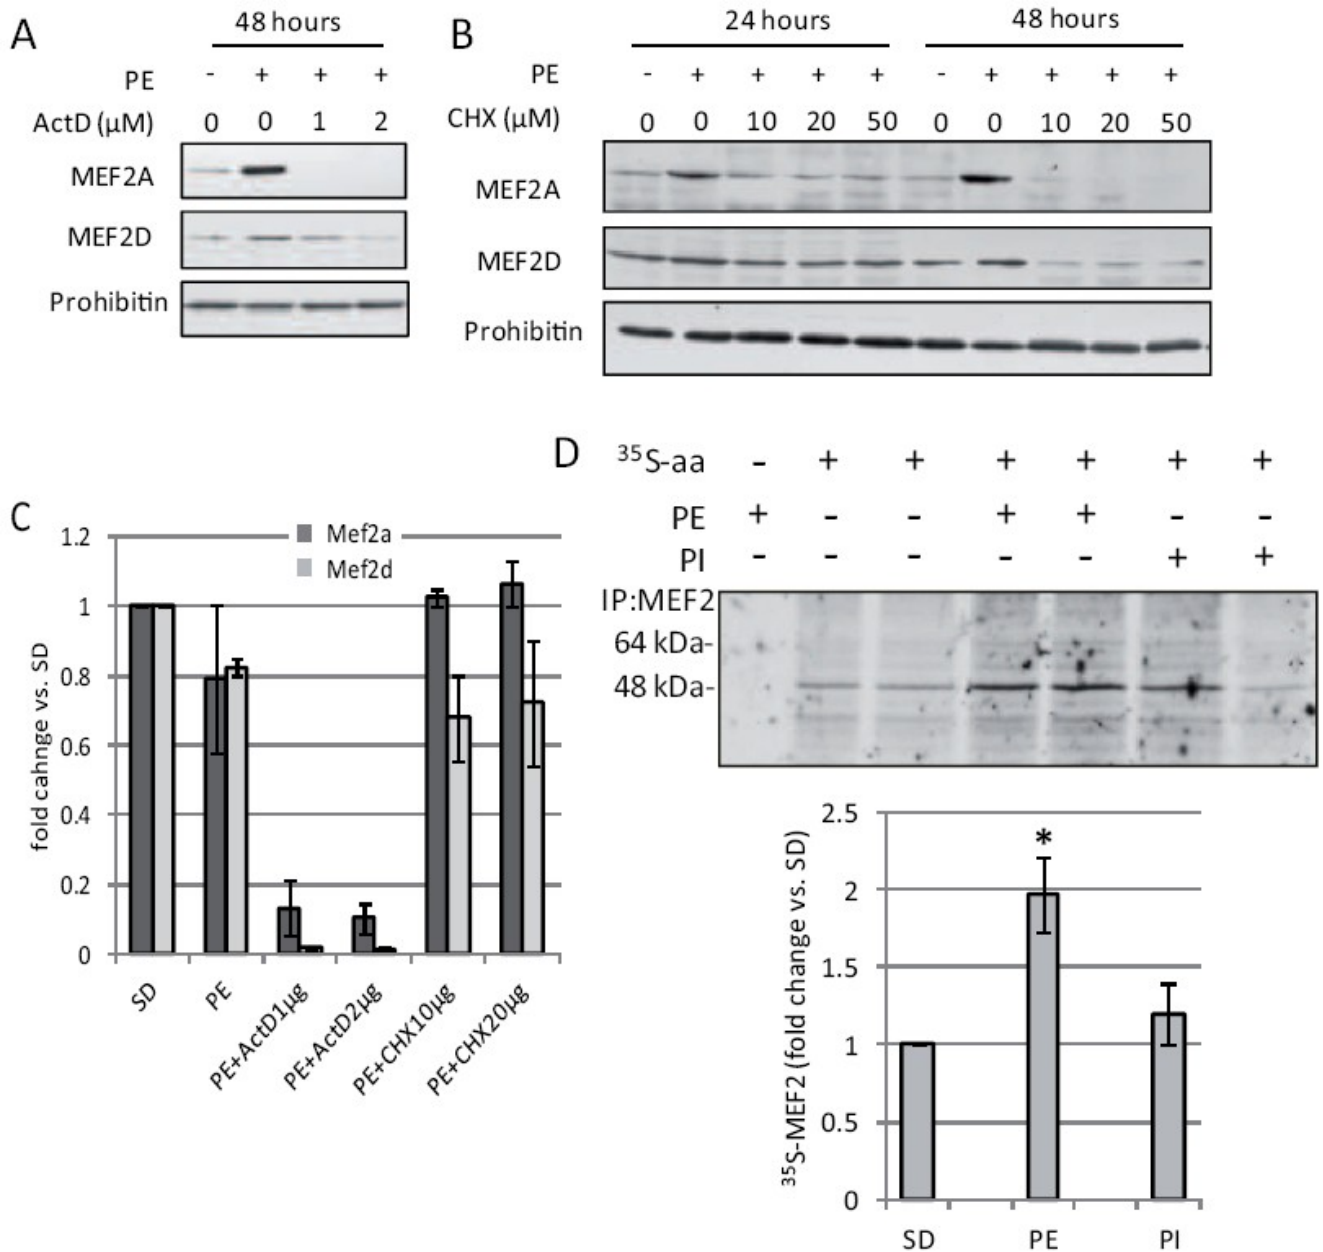 A
48 hours
PE - + + +
ActD (µM) 0 0 1 2
MEF2A
MEF2D
Prohibitin
B
24 hours 48 hours
PE - + + + + - + + + +
CHX (µM) 0 0 10 20 50 0 0 10 20 50
MEF2A
MEF2D
Prohibitin
C
Mef2a
Mef2d
fold cahnge vs. SD
1.2
1
0.8
0.6
0.4
0.2
0
SD PE PE+ActD1µg PE+ActD2µg PE+CHX10µg PE+CHX20µg
D
35S-aa - + + + + + +
PE + - - + + - -
PI - - - - - + +
IP:MEF2
64 kDa-
48 kDa-
35S-MEF2 (fold change vs. SD)
2.5
2
1.5
1
0.5
0
*
SD PE PI